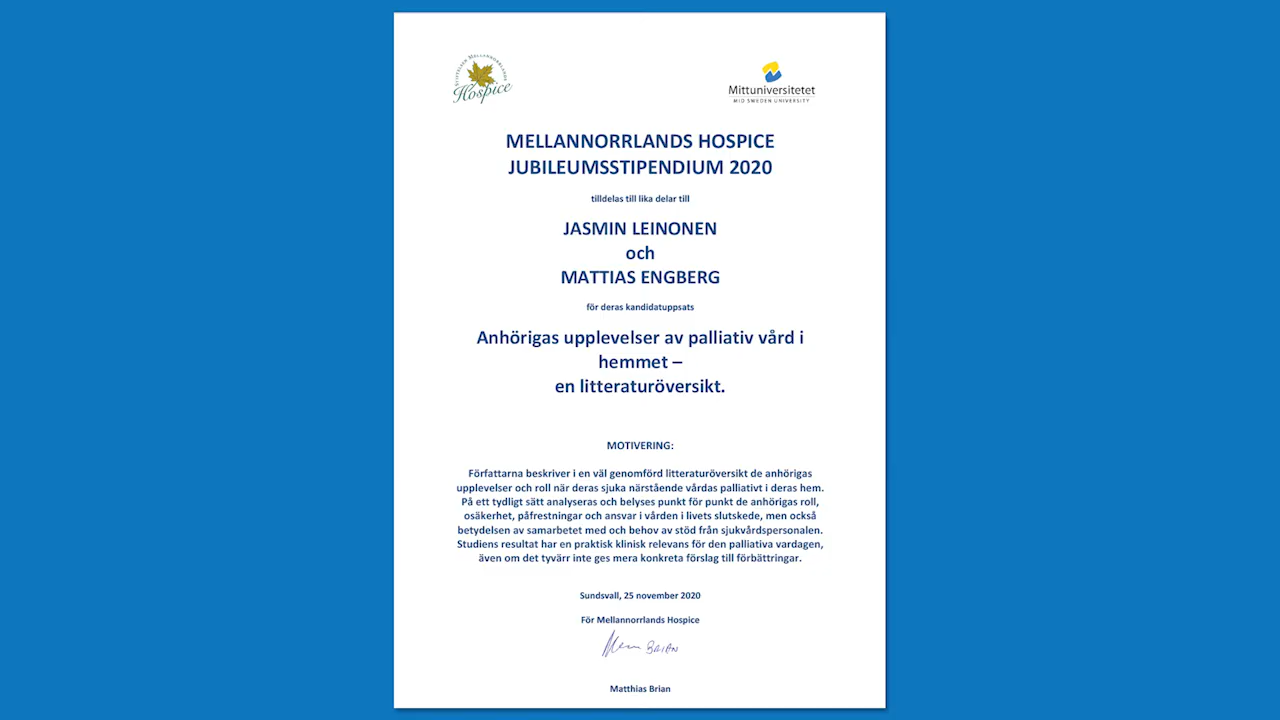 STIFTELSEN MELLANNORRLANDS
Hospice
Mittuniversitetet
MID SWEDEN UNIVERSITY
MELLANNORRLANDS HOSPICE
JUBILEUMSSTIPENDIUM 2020
tilldelas till lika delar till
JASMIN LEINONEN
och
MATTIAS ENGBERG
för deras kandidatuppsats
Anhörigas upplevelser av palliativ vård i
hemmet –
en litteraturöversikt.
MOTIVERING:
Författarna beskriver i en väl genomförd litteraturöversikt de anhörigas
upplevelser och roll när deras sjuka närstående vårdas palliativt i deras hem.
På ett tydligt sätt analyseras och belyses punkt för punkt de anhörigas roll,
osäkerhet, påfrestningar och ansvar i vården i livets slutskede, men också
betydelsen av samarbetet med och behov av stöd från sjukvårdspersonalen.
Studiens resultat har en praktisk klinisk relevans för den palliativa vardagen,
även om det tyvärr inte ges mera konkreta förslag till förbättringar.
Sundsvall, 25 november 2020
För Mellannorrlands Hospice
BRIAN
Matthias Brian